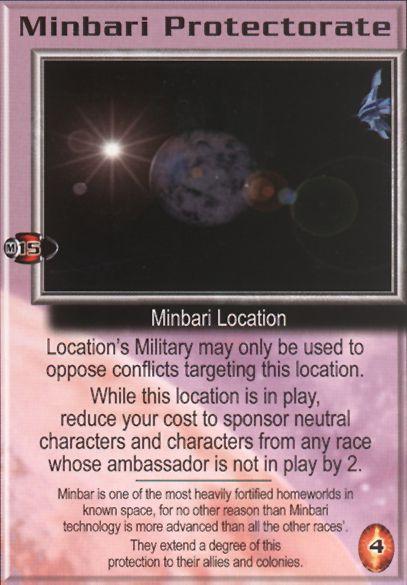 Minbari Protectorate
M 15
Minbari Location
Location's Military may only be used to
oppose conflicts targeting this location.
While this location is in play,
reduce your cost to sponsor neutral
characters and characters from any race
whose ambassador is not in play by 2.
Minbar is one of the most heavily fortified homeworlds in
known space, for no other reason than Minbari
technology is more advanced than all the other races'.
They extend a degree of this
protection to their allies and colonies.
4